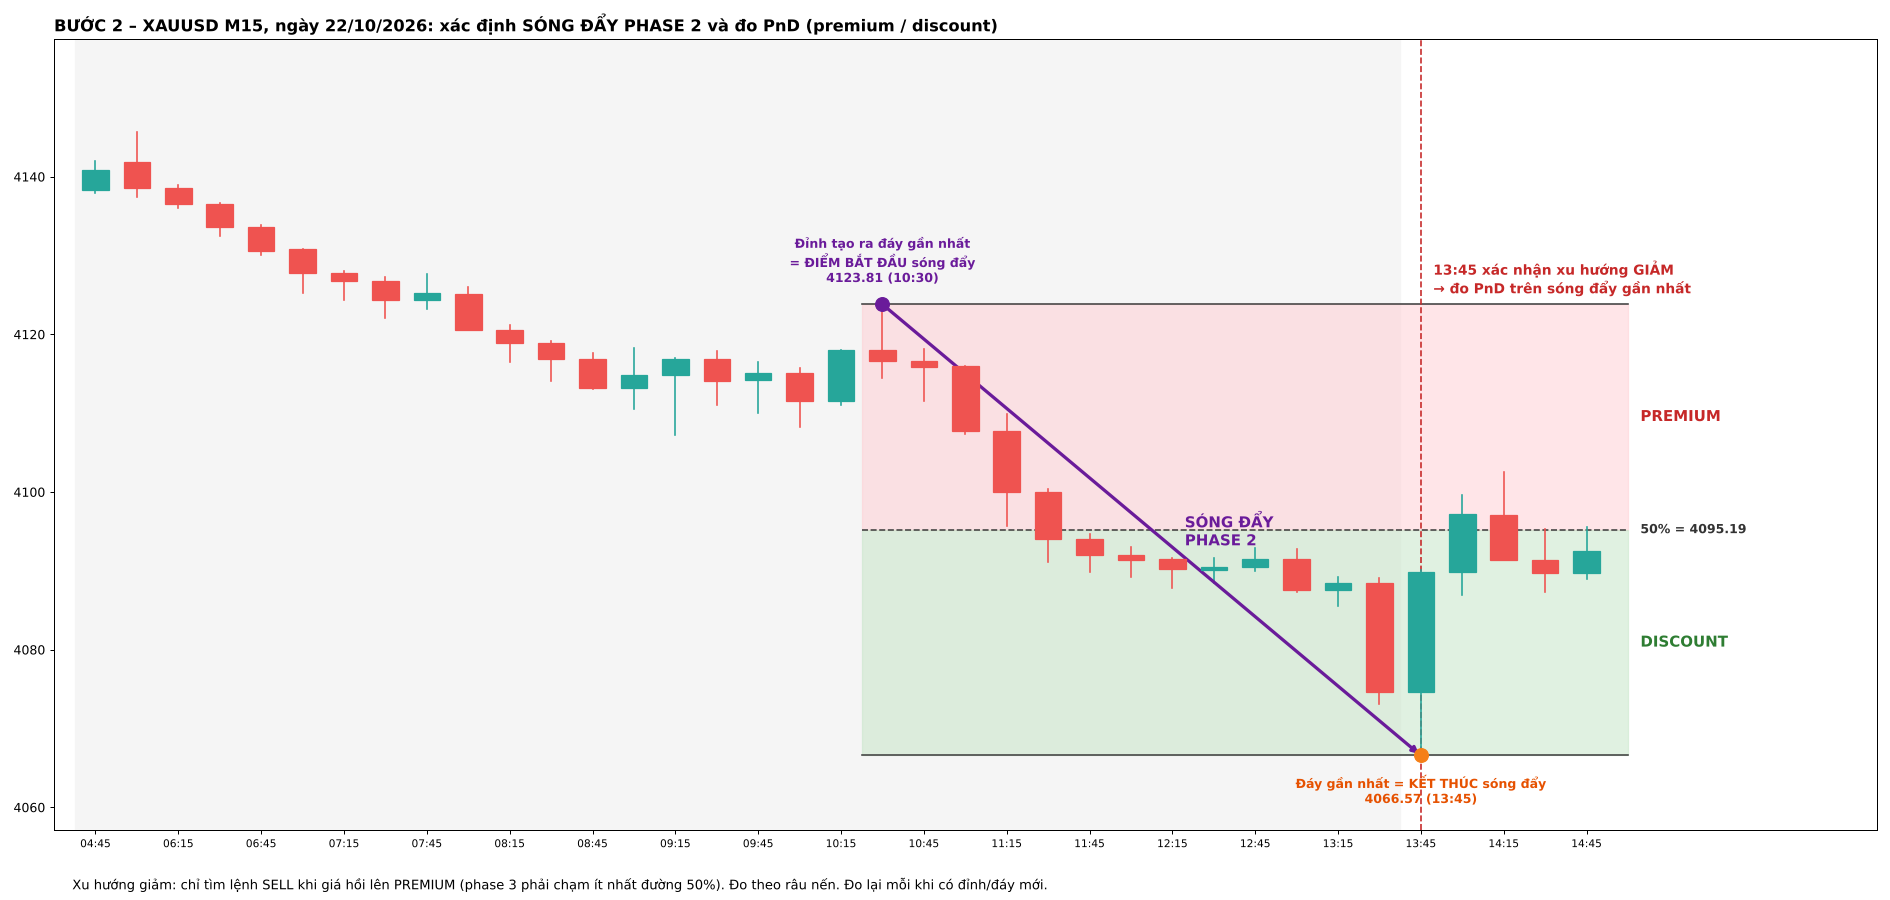 BƯỚC 2 – XAUUSD M15, ngày 22/10/2026: xác định SÓNG ĐẨY PHASE 2 và đo PnD (premium / discount)
4140
4120
4100
4080
4060
Đỉnh tạo ra đáy gần nhất
= ĐIỂM BẮT ĐẦU sóng đẩy
4123.81 (10:30)
13:45 xác nhận xu hướng GIẢM
→ đo PnD trên sóng đẩy gần nhất
PREMIUM
SÓNG ĐẨY
PHASE 2
50% = 4095.19
DISCOUNT
Đáy gần nhất = KẾT THÚC sóng đẩy
4066.57 (13:45)
04:45 06:15 06:45 07:15 07:45 08:15 08:45 09:15 09:45 10:15 10:45 11:15 11:45 12:15 12:45 13:15 13:45 14:15 14:45
Xu hướng giảm: chỉ tìm lệnh SELL khi giá hồi lên PREMIUM (phase 3 phải chạm ít nhất đường 50%). Đo theo râu nến. Đo lại mỗi khi có đỉnh/đáy mới.